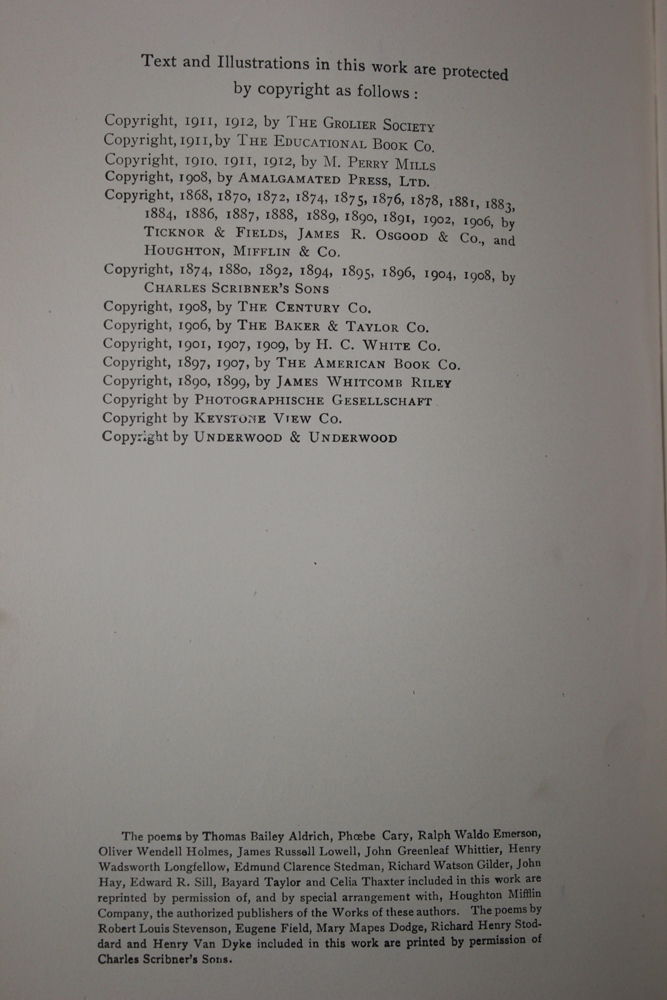 Text and Illustrations in this work are protected
by copyright as follows:
Copyright, 1911, 1912, by THE GROLIER SOCIETY
Copyright, 1911, by THE EDUCATIONAL BOOK CO.
Copyright, 1910. 1911, 1912, by M. PERRY MILLS
Copyright, 1908, by AMALGAMATED PRESS, LTD.
Copyright, 1868, 1870, 1872, 1874, 1875, 1876, 1878, 1881, 1883,
1884, 1886, 1887, 1888, 1889, 1890, 1891, 1902, 1906, by
TICKNOR & FIELDS, JAMES R. OSGOOD & CO., and
HOUGHTON, MIFFLIN & CO.
Copyright, 1874, 1880, 1892, 1894, 1895, 1896, 1904, 1908, by
CHARLES SCRIBNER'S SONS
Copyright, 1908, by THE CENTURY CO.
Copyright, 1906, by THE BAKER & TAYLOR CO.
Copyright, 1901, 1907, 1909, by H. C. WHITE CO.
Copyright, 1897, 1907, by THE AMERICAN BOOK CO.
Copyright, 1890, 1899, by JAMES WHITCOMB RILEY
Copyright by PHOTOGRAPHISCHE GESELLSCHAFT
Copyright by KEYSTONE VIEW CO.
Copyright by UNDERWOOD & UNDERWOOD
The poems by Thomas Bailey Aldrich, Phœbe Cary, Ralph Waldo Emerson,
Oliver Wendell Holmes, James Russell Lowell, John Greenleaf Whittier, Henry
Wadsworth Longfellow, Edmund Clarence Stedman, Richard Watson Gilder, John
Hay, Edward R. Sill, Bayard Taylor and Celia Thaxter included in this work are
reprinted by permission of, and by special arrangement with, Houghton Mifflin
Company, the authorized publishers of the Works of these authors. The poems by
Robert Louis Stevenson, Eugene Field, Mary Mapes Dodge, Richard Henry Stod-
dard and Henry Van Dyke included in this work are printed by permission of
Charles Scribner's Sons.